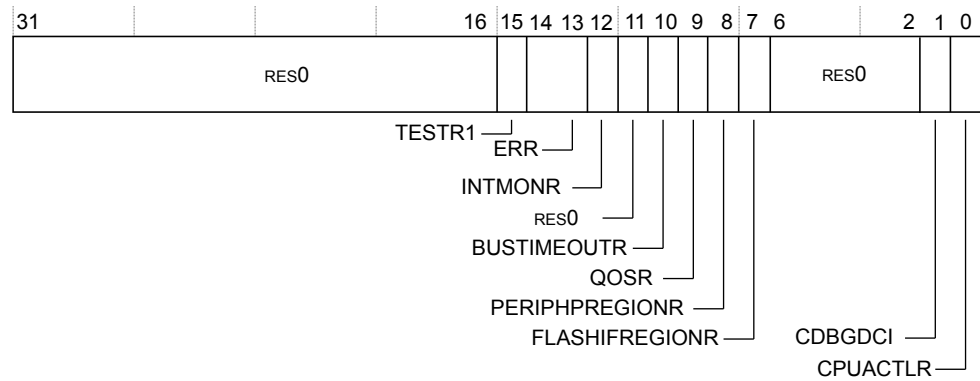 31 16 15 14 13 12 11 10 9 8 7 6 2 1 0
RES0 RES0
TESTR1
ERR
INTMONR
RES0
BUSTIMEOUTR
QOSR
PERIPHPREGIONR
FLASHIFREGIONR CDBGDCI
CPUACTLR